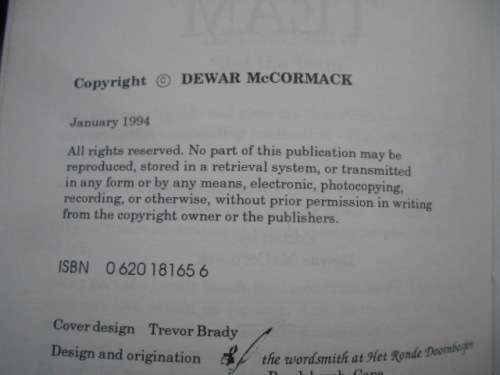 Copyright © DEWAR McCORMACK
January 1994
All rights reserved. No part of this publication may be
reproduced, stored in a retrieval system, or transmitted
in any form or by any means, electronic, photocopying,
recording, or otherwise, without prior permission in writing
from the copyright owner or the publishers.
ISBN 0 620 18165 6
Cover design Trevor Brady
Design and origination the wordsmith at Het Ronde Doornbosjen